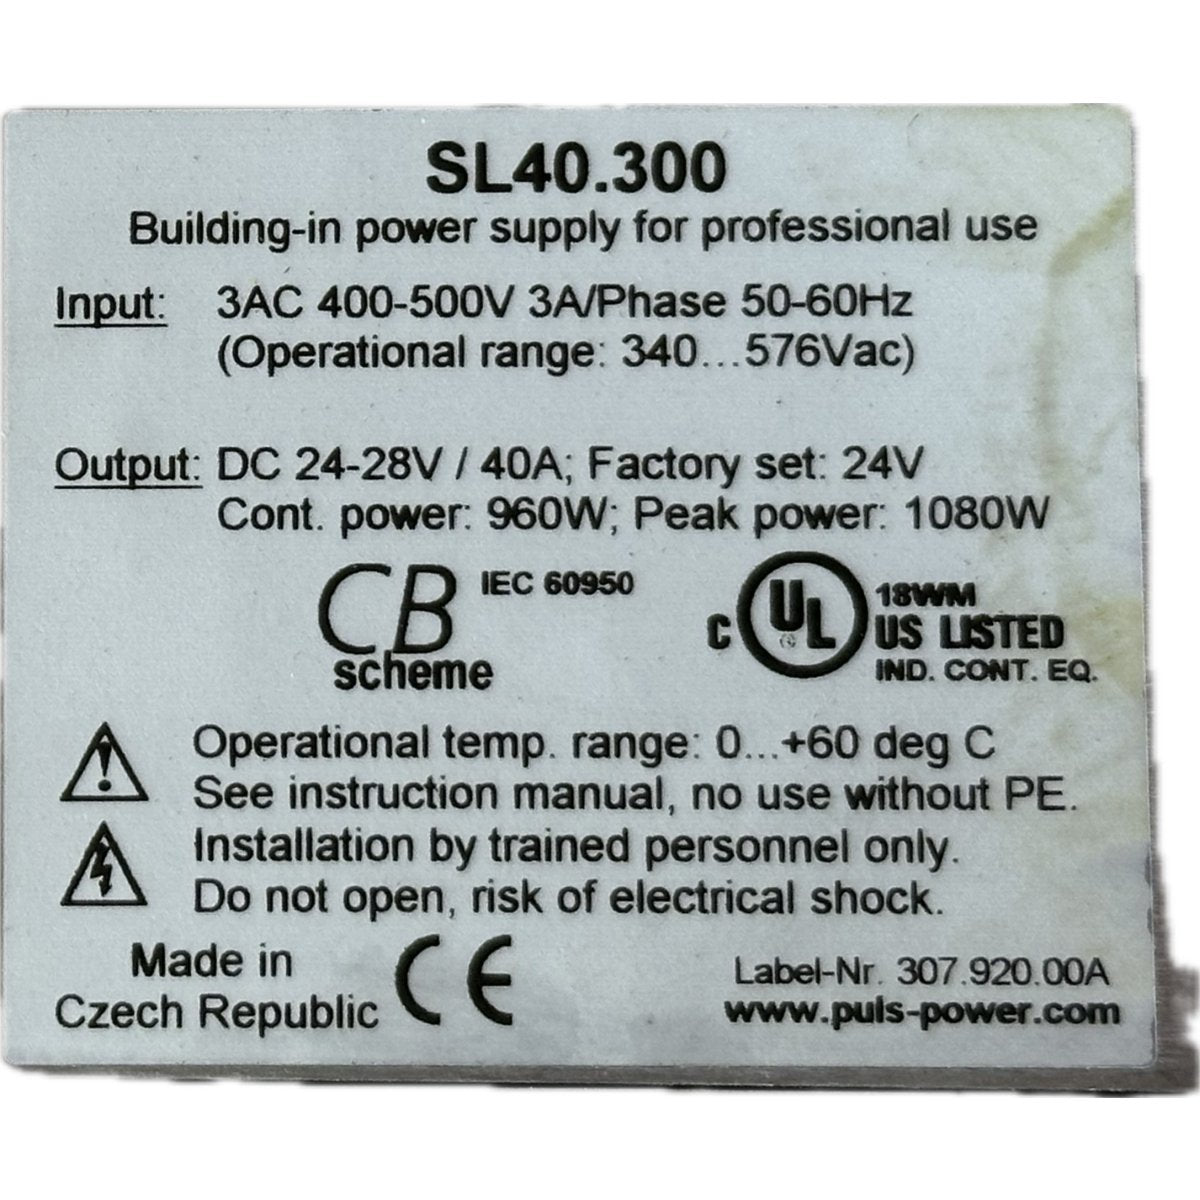 SL40.300
Building-in power supply for professional use
Input: 3AC 400-500V 3A/Phase 50-60Hz
(Operational range: 340...576Vac)
Output: DC 24-28V / 40A; Factory set: 24V
Cont. power: 960W; Peak power: 1080W
CB IEC 60950
scheme
C UL 18WM
US LISTED
IND. CONT. EQ.
Operational temp. range: 0...+60 deg C
See instruction manual, no use without PE.
Installation by trained personnel only.
Do not open, risk of electrical shock.
Made in
Czech Republic CE
Label-Nr. 307.920.00A
www.puls-power.com